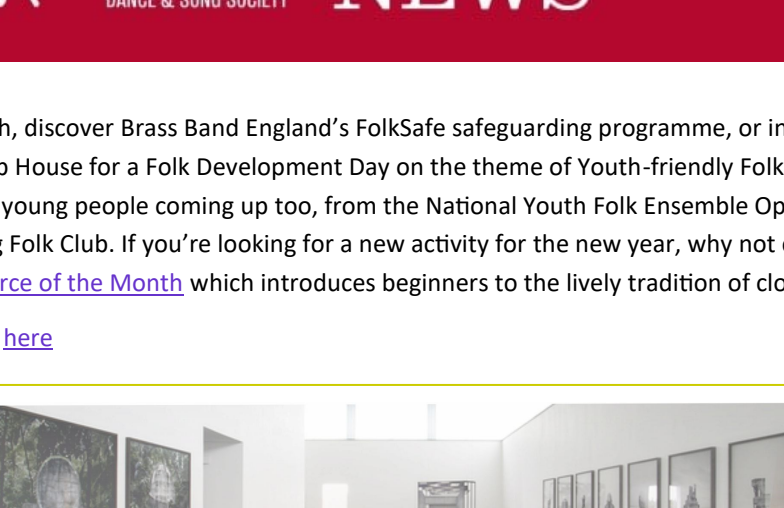 DANCE & SONG SOCIETY NEWS
h, discover Brass Band England's FolkSafe safeguarding programme, or in
House for a Folk Development Day on the theme of Youth-friendly Folk
young people coming up too, from the National Youth Folk Ensemble Op
Folk Club. If you're looking for a new activity for the new year, why not
rce of the Month which introduces beginners to the lively tradition of clo
here